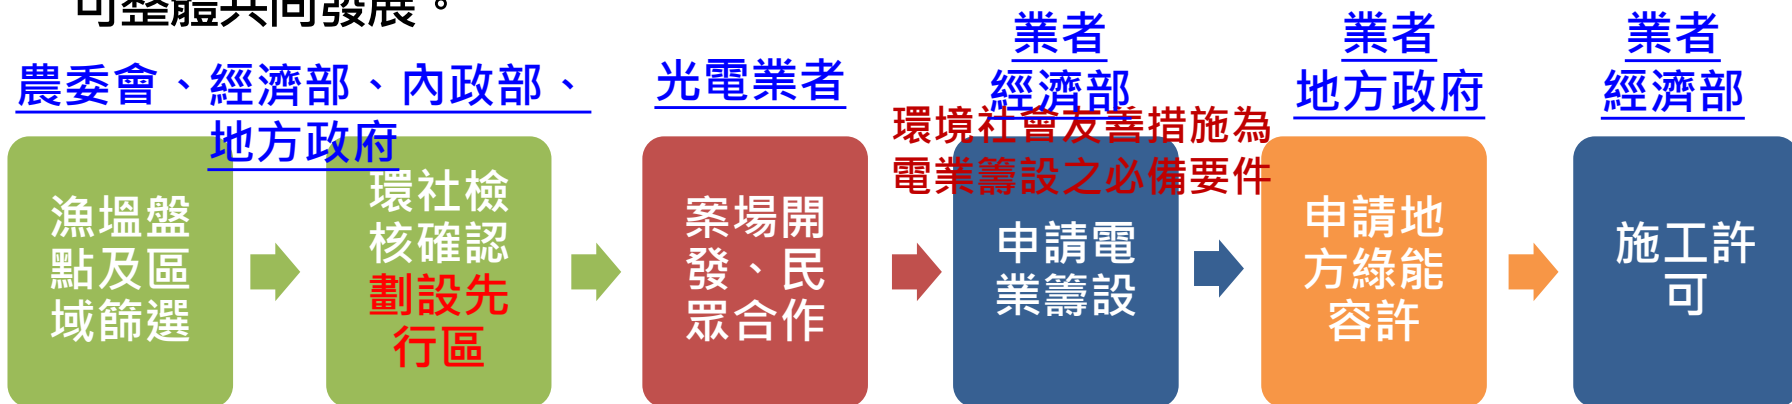 可整體共同發展。
農委會、經濟部、內政部、
地方政府
光電業者
業者
經濟部
業者
地方政府
業者
經濟部
環境社會友善措施為
電業籌設之必備要件
漁塭盤
點及區
域篩選
環社檢
核確認
劃設先
行區
案場開
發、民
眾合作
申請電
業籌設
申請地
方綠能
容許
施工許
可